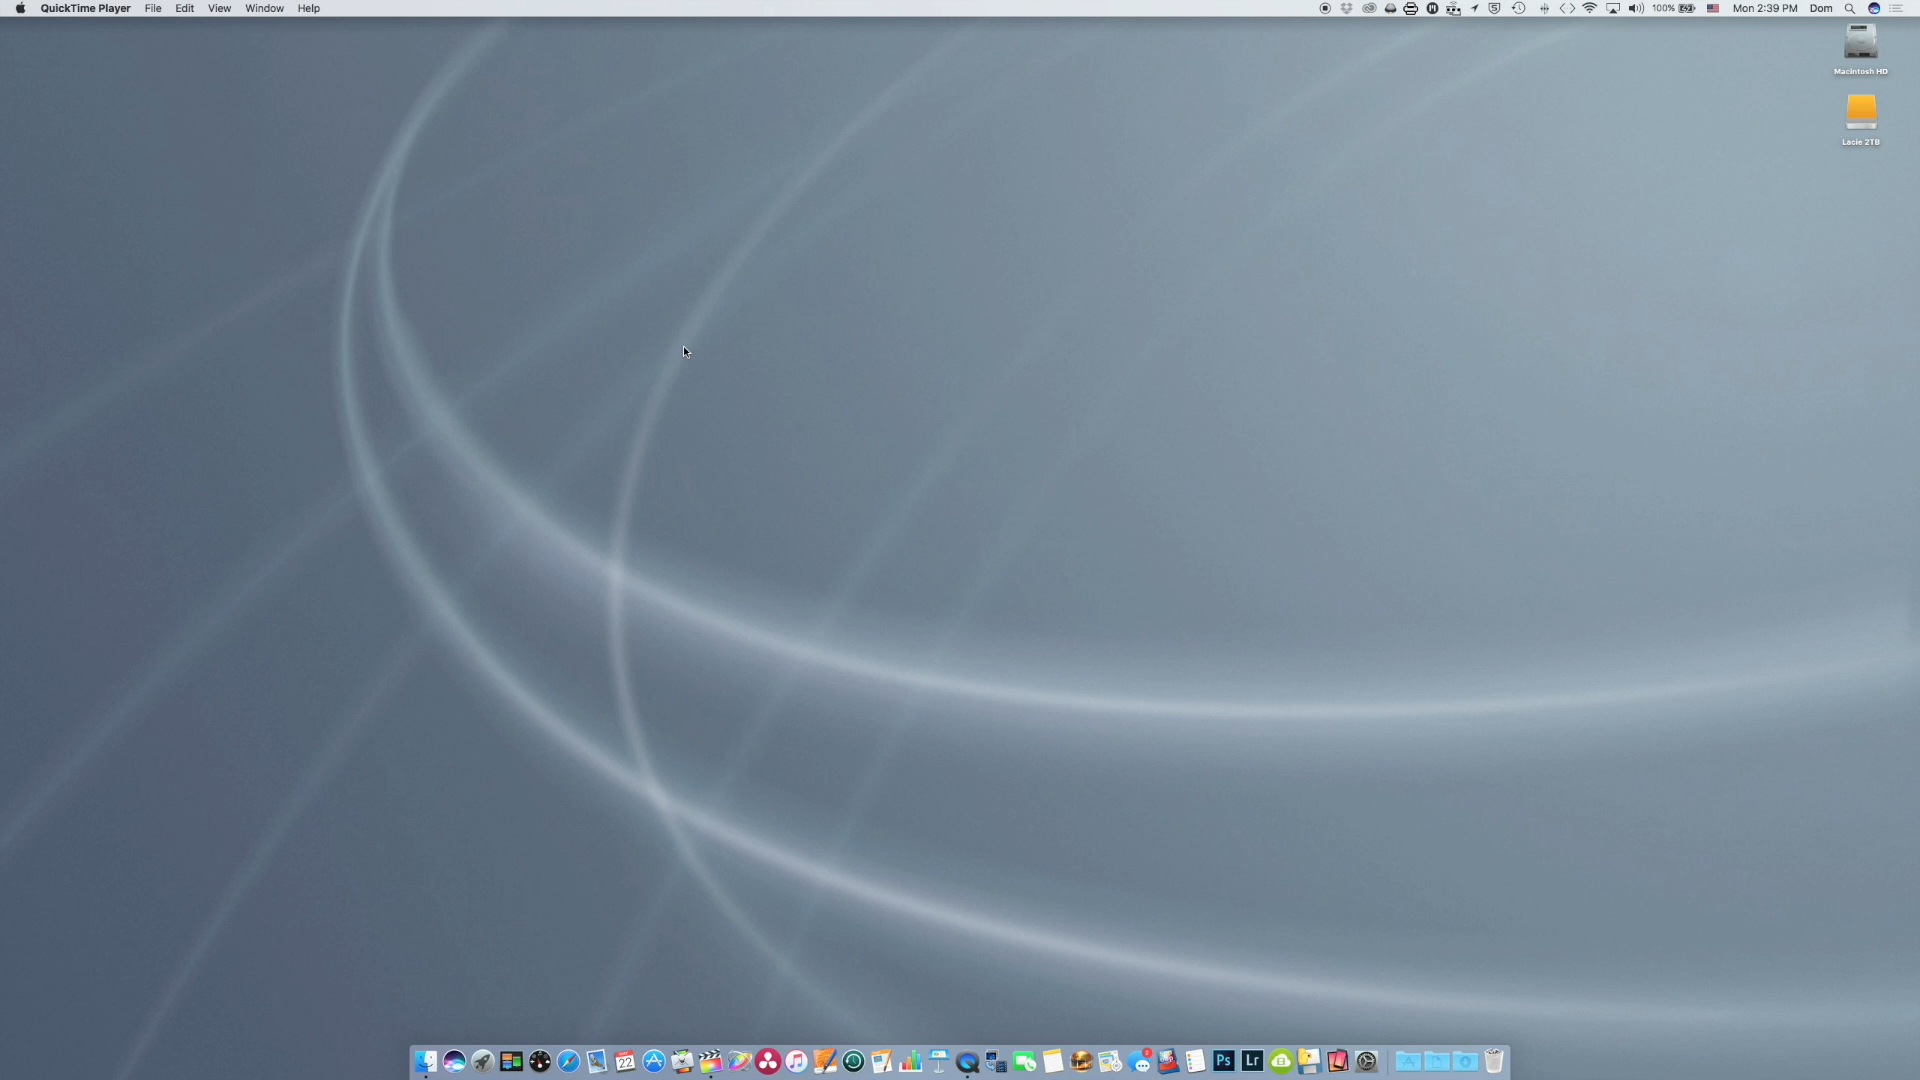 QuickTime Player File Edit View Window Help 100% Mon 2:39 PM Dom
Macintosh HD
Lacie 2TB
22
Ps Lr